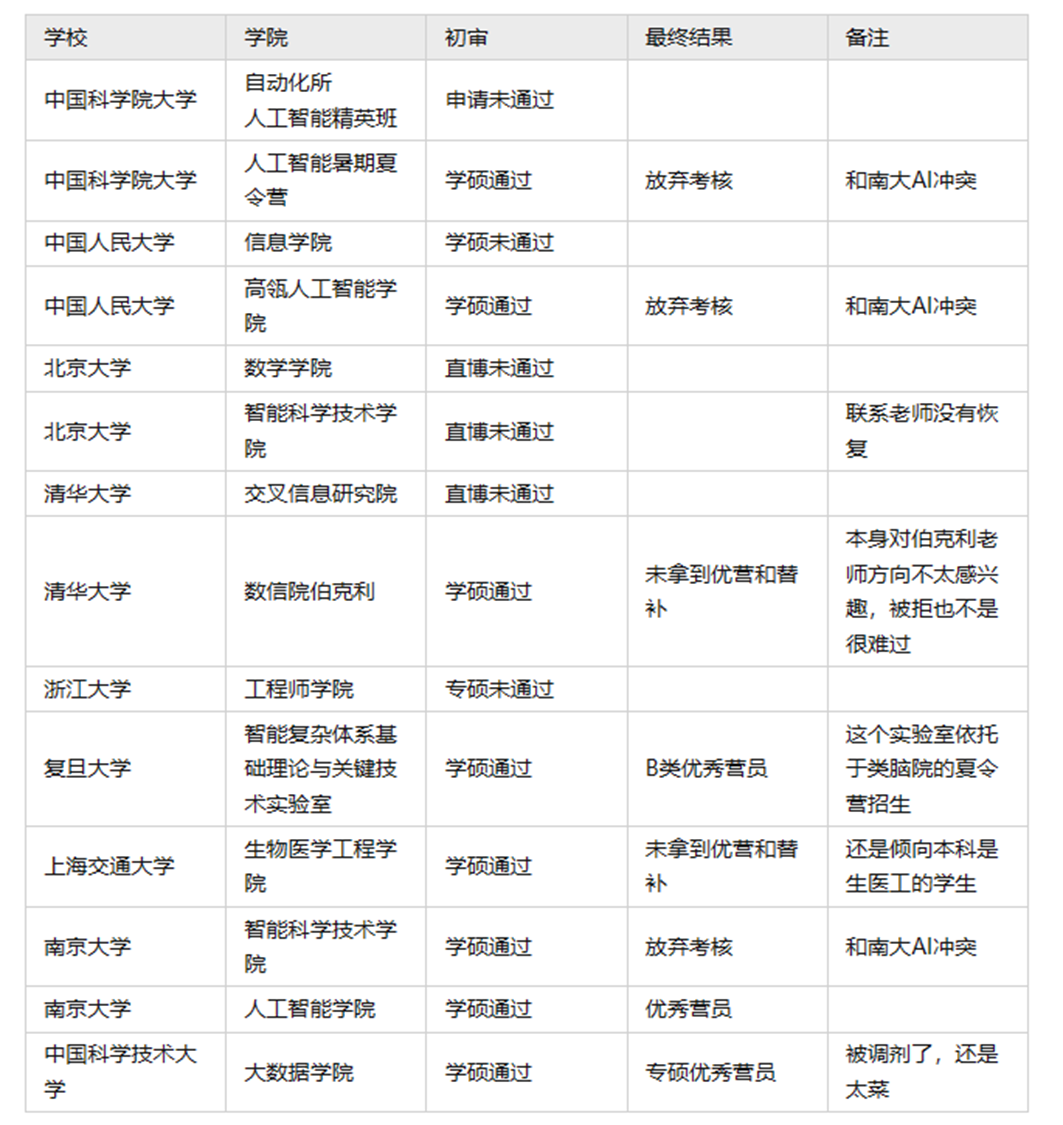 学校 学院 初审 最终结果 备注
中国科学院大学 自动化所 申请未通过
人工智能精英班
中国科学院大学 人工智能暑期夏 学硕通过 放弃考核 和南大AI冲突
令营
中国人民大学 信息学院 学硕未通过
中国人民大学 高瓴人工智能学 学硕通过 放弃考核 和南大AI冲突
院
北京大学 数学学院 直博未通过
北京大学 智能科学技术学 直博未通过 联系老师没有恢
院 复
清华大学 交叉信息研究院 直博未通过
清华大学 数信院伯克利 学硕通过 未拿到优营和替 本身对伯克利老
补 师方向不太感兴
趣，被拒也不是
很难过
浙江大学 工程师学院 专硕未通过
复旦大学 智能复杂体系基 学硕通过 B类优秀营员 这个实验室依托
础理论与关键技 于类脑院的夏令
术实验室 营招生
上海交通大学 生物医学工程学 学硕通过 未拿到优营和替 还是倾向本科是
院 补 生医工的学生
南京大学 智能科学技术学 学硕通过 放弃考核 和南大AI冲突
院
南京大学 人工智能学院 学硕通过 优秀营员
中国科学技术大 大数据学院 学硕通过 专硕优秀营员 被调剂了，还是
学 太菜